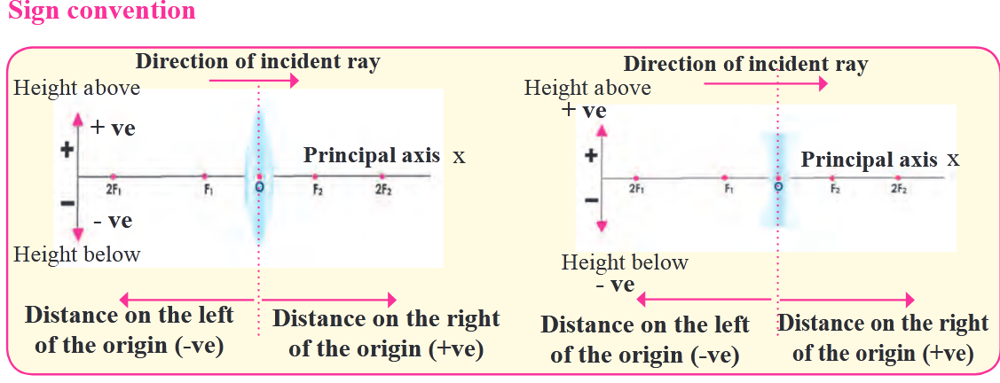 Sign convention
Direction of incident ray
Height above
+ ve
+
Principal axis X
2F₁ F₁ O F₂ 2F₂
−
- ve
Height below
Distance on the left
of the origin (-ve)
Distance on the right
of the origin (+ve)
Direction of incident ray
Height above
+ ve
+
Principal axis X
2F₁ F₁ O F₂ 2F₂
−
Height below
- ve
Distance on the left
of the origin (-ve)
Distance on the right
of the origin (+ve)